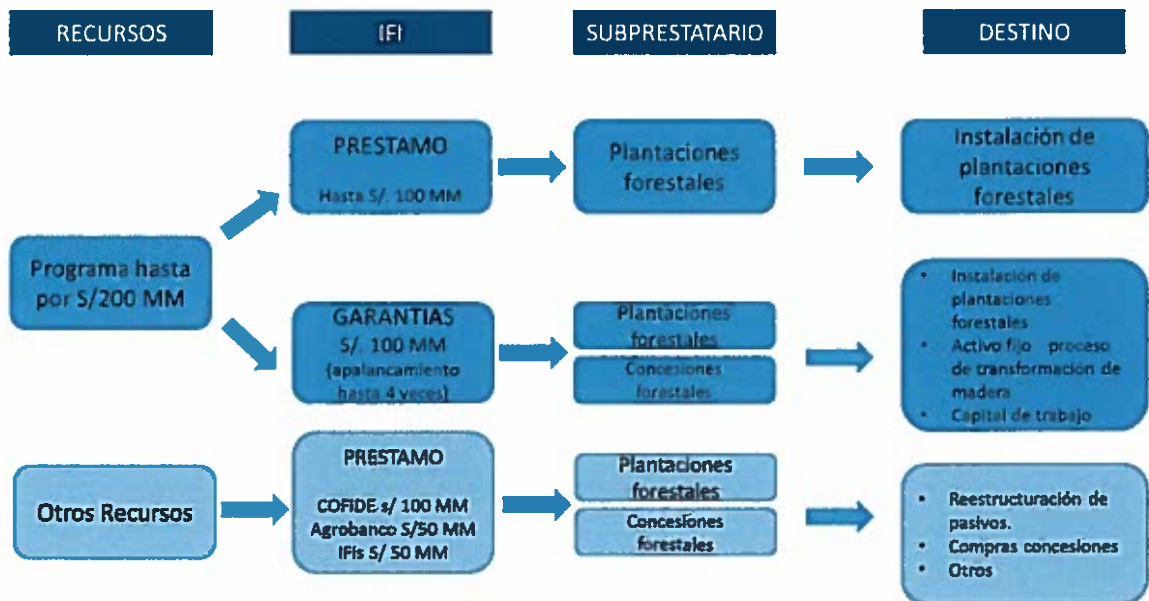 RECURSOS
IFI
SUBPRESTATARIO
DESTINO
PRESTAMO
Hasta S/. 100 MM
Plantaciones
forestales
Instalación de
plantaciones
forestales
Programa hasta
por S/200 MM
GARANTIAS
S/. 100 MM
(apalancamiento
hasta 4 veces)
Plantaciones
forestales
Concesiones
forestales
• Instalación de
plantaciones
forestales
• Activo fijo proceso
de transformación de
madera
• Capital de trabajo
Otros Recursos
PRESTAMO
COFIDE s/ 100 MM
Agrobanco S/50 MM
IFIs S/ 50 MM
Plantaciones
forestales
Concesiones
forestales
• Reestructuración de
pasivos.
• Compras concesiones
• Otros